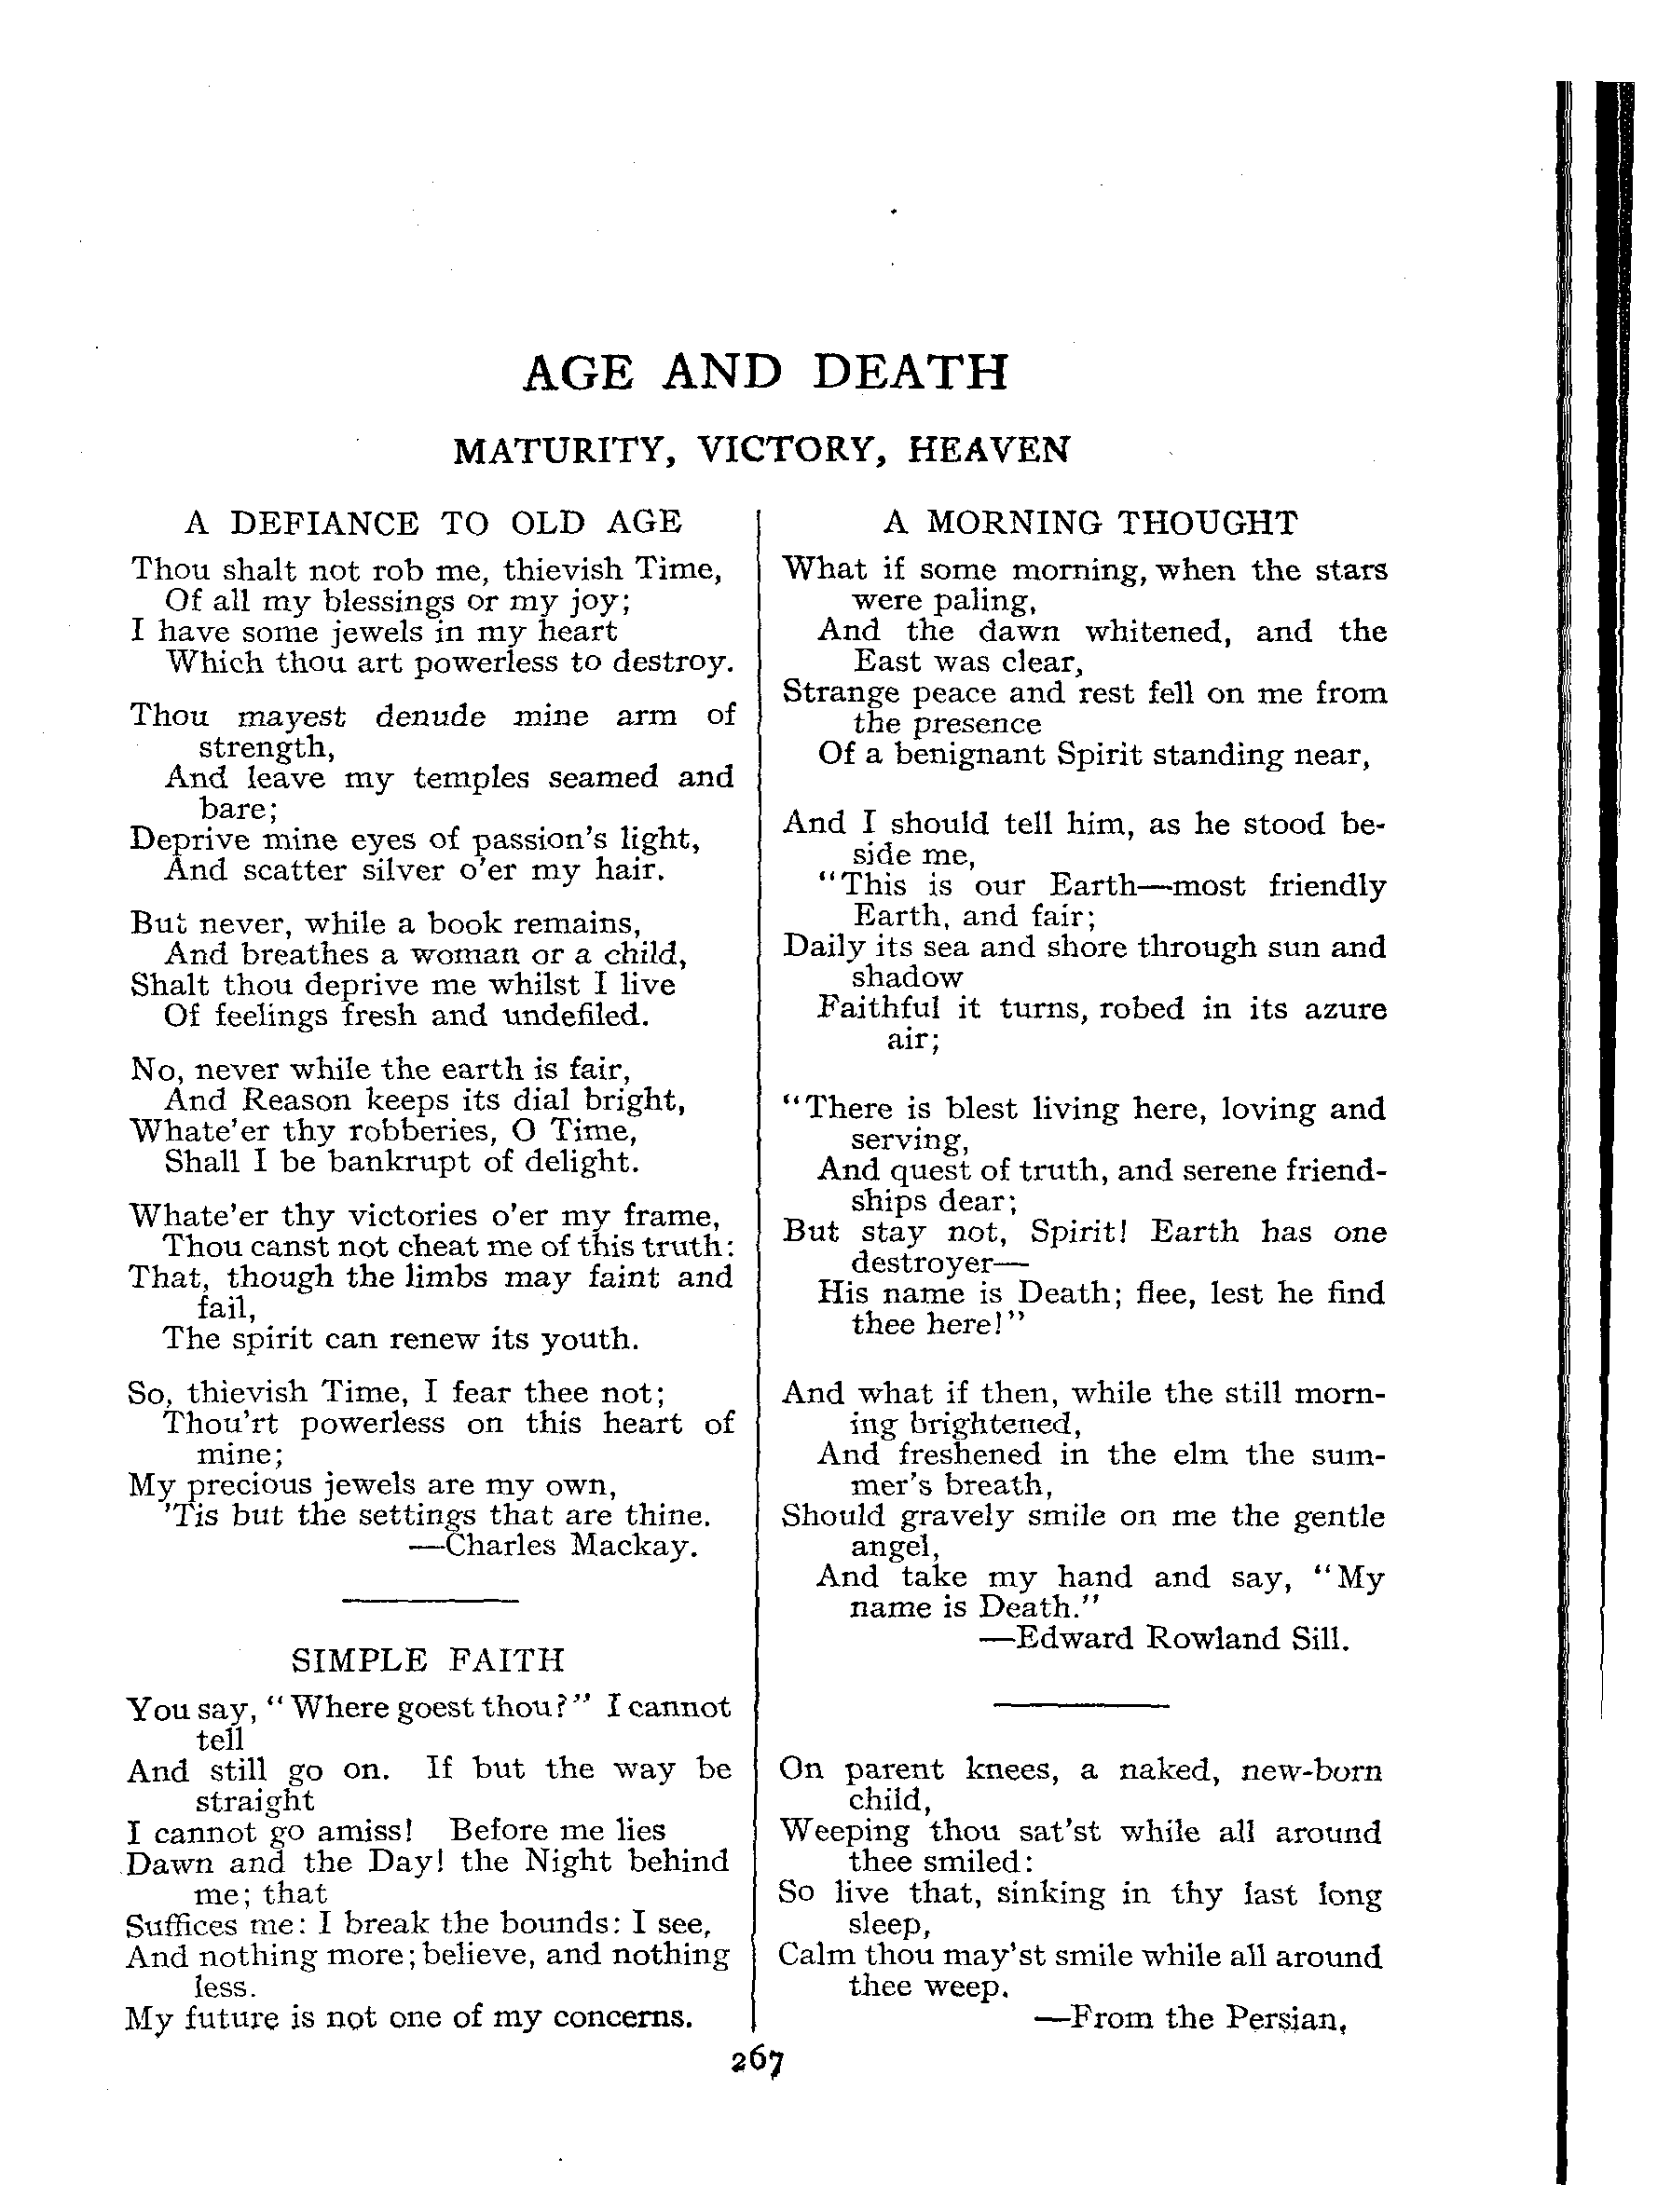 AGE AND DEATH
MATURITY, VICTORY, HEAVEN
A DEFIANCE TO OLD AGE
Thou shalt not rob me, thievish Time,
Of all my blessings or my joy;
I have some jewels in my heart
Which thou art powerless to destroy.
Thou mayest denude mine arm of
strength,
And leave my temples seamed and
bare;
Deprive mine eyes of passion's light,
And scatter silver o'er my hair.
But never, while a book remains,
And breathes a woman or a child,
Shalt thou deprive me whilst I live
Of feelings fresh and undefiled.
No, never while the earth is fair,
And Reason keeps its dial bright,
Whate'er thy robberies, O Time,
Shall I be bankrupt of delight.
Whate'er thy victories o'er my frame,
Thou canst not cheat me of this truth:
That, though the limbs may faint and
fail,
The spirit can renew its youth.
So, thievish Time, I fear thee not;
Thou'rt powerless on this heart of
mine;
My precious jewels are my own,
'Tis but the settings that are thine.
—Charles Mackay.
SIMPLE FAITH
You say, "Where goest thou?" I cannot
tell
And still go on. If but the way be
straight
I cannot go amiss! Before me lies
Dawn and the Day! the Night behind
me; that
Suffices me: I break the bounds: I see,
And nothing more; believe, and nothing
less.
My future is not one of my concerns.
A MORNING THOUGHT
What if some morning, when the stars
were paling,
And the dawn whitened, and the
East was clear,
Strange peace and rest fell on me from
the presence
Of a benignant Spirit standing near,
And I should tell him, as he stood be-
side me,
"This is our Earth—most friendly
Earth, and fair;
Daily its sea and shore through sun and
shadow
Faithful it turns, robed in its azure
air;
"There is blest living here, loving and
serving,
And quest of truth, and serene friend-
ships dear;
But stay not, Spirit! Earth has one
destroyer—
His name is Death; flee, lest he find
thee here!"
And what if then, while the still morn-
ing brightened,
And freshened in the elm the sum-
mer's breath,
Should gravely smile on me the gentle
angel,
And take my hand and say, "My
name is Death."
—Edward Rowland Sill.
On parent knees, a naked, new-born
child,
Weeping thou sat'st while all around
thee smiled:
So live that, sinking in thy last long
sleep,
Calm thou may'st smile while all around
thee weep.
—From the Persian,
267